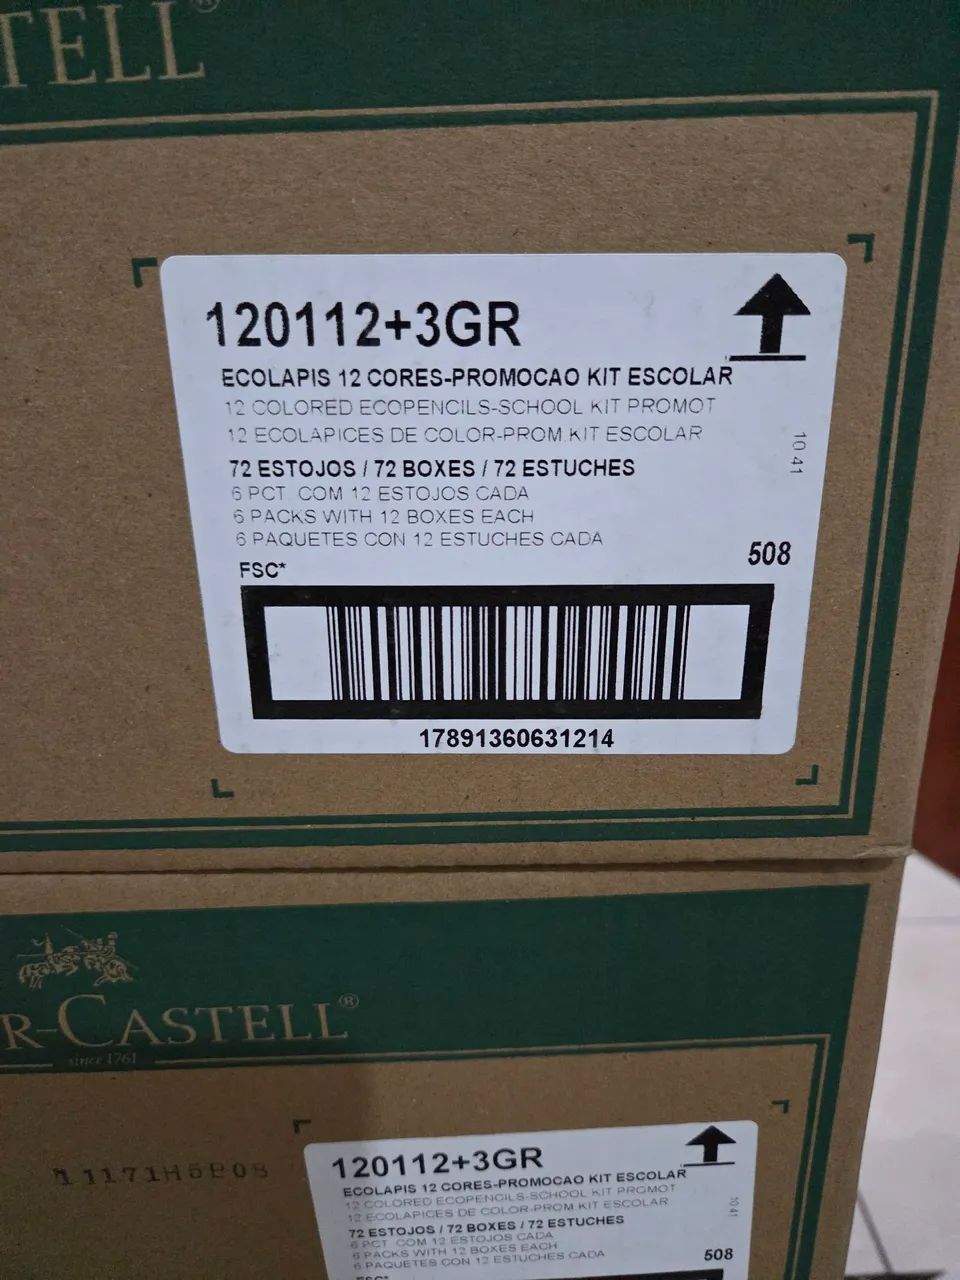 TELL®
120112+3GR
ECOLAPIS 12 CORES-PROMOCAO KIT ESCOLAR
12 COLORED ECOPENCILS-SCHOOL KIT PROMOT
12 ECOLAPICES DE COLOR-PROM.KIT ESCOLAR
10 41
72 ESTOJOS / 72 BOXES / 72 ESTUCHES
6 PCT. COM 12 ESTOJOS CADA
6 PACKS WITH 12 BOXES EACH
6 PAQUETES CON 12 ESTUCHES CADA
508
FSC*
17891360631214
R-CASTELL®
since 1761
120112+3GR
ECOLAPIS 12 CORES-PROMOCAO KIT ESCOLAR
12 COLORED ECOPENCILS-SCHOOL KIT PROMOT
12 ECOLAPICES DE COLOR-PROM.KIT ESCOLAR
10 41
72 ESTOJOS / 72 BOXES / 72 ESTUCHES
6 PCT. COM 12 ESTOJOS CADA
6 PACKS WITH 12 BOXES EACH
6 PAQUETES CON 12 ESTUCHES CADA
508
FSC*